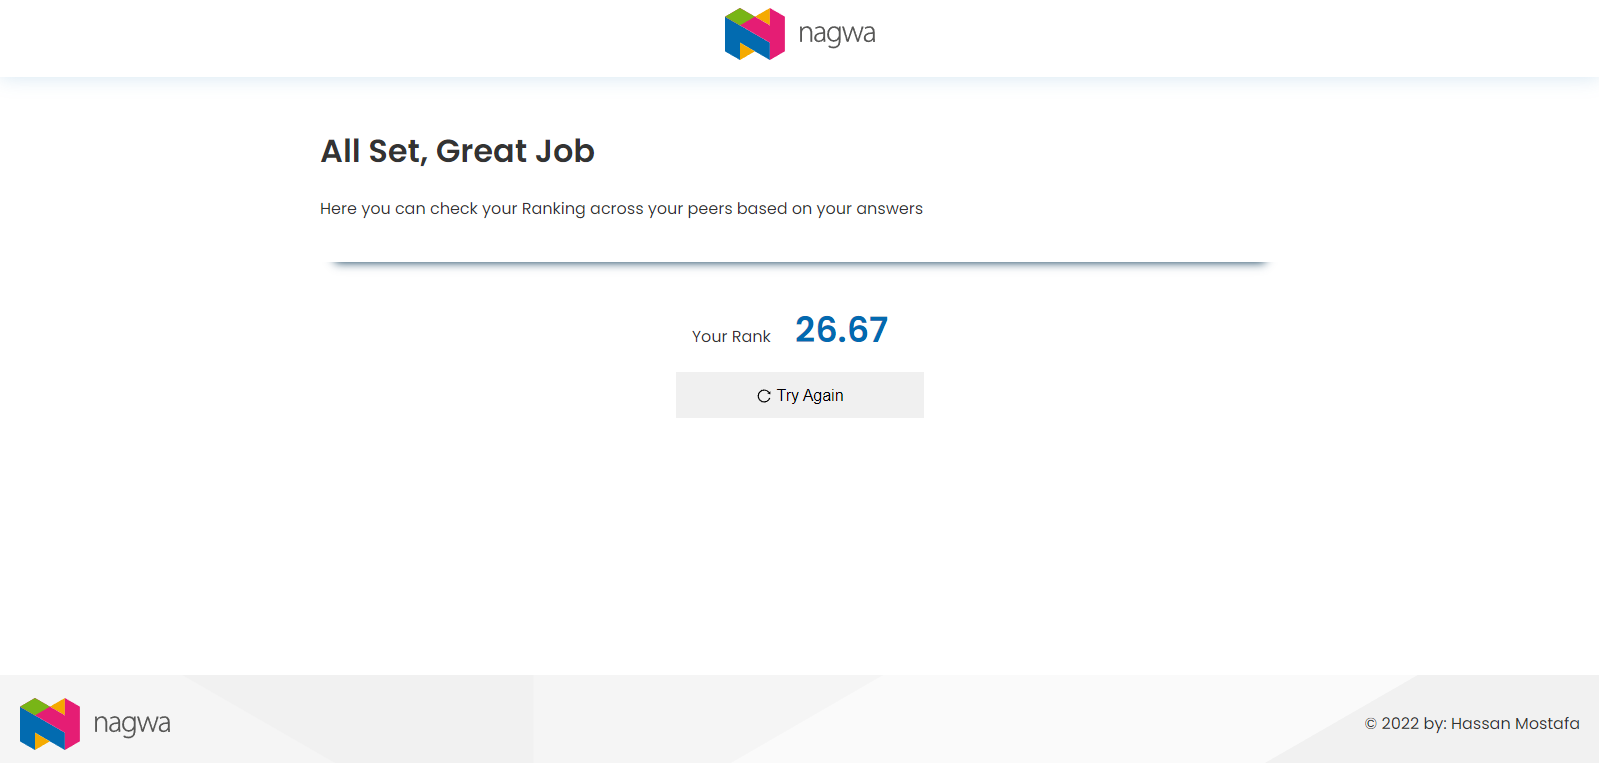 nagwa
All Set, Great Job
Here you can check your Ranking across your peers based on your answers
Your Rank 26.67
Try Again
nagwa
© 2022 by: Hassan Mostafa